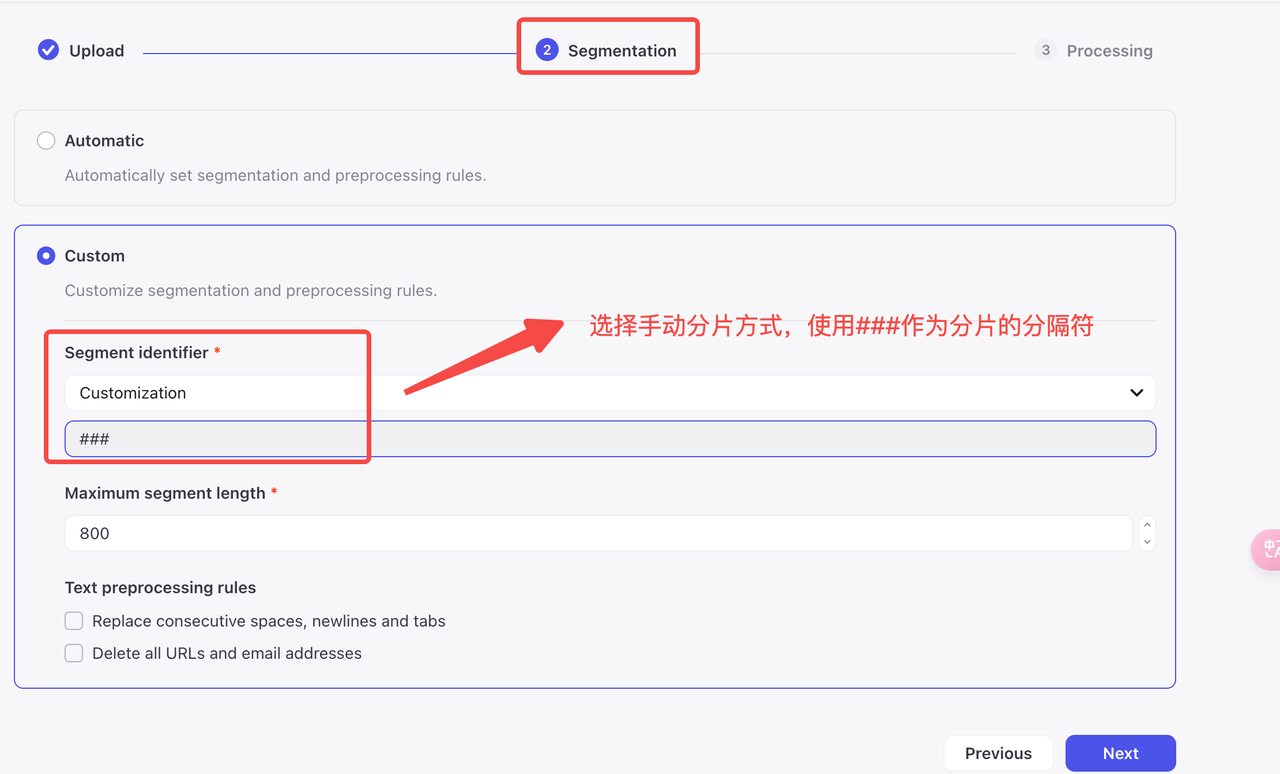 Upload
2 Segmentation
3 Processing
Automatic
Automatically set segmentation and preprocessing rules.
Custom
Customize segmentation and preprocessing rules.
选择手动分片方式，使用###作为分片的分隔符
Segment identifier *
Customization
###
Maximum segment length *
800
Text preprocessing rules
Replace consecutive spaces, newlines and tabs
Delete all URLs and email addresses
Previous
Next